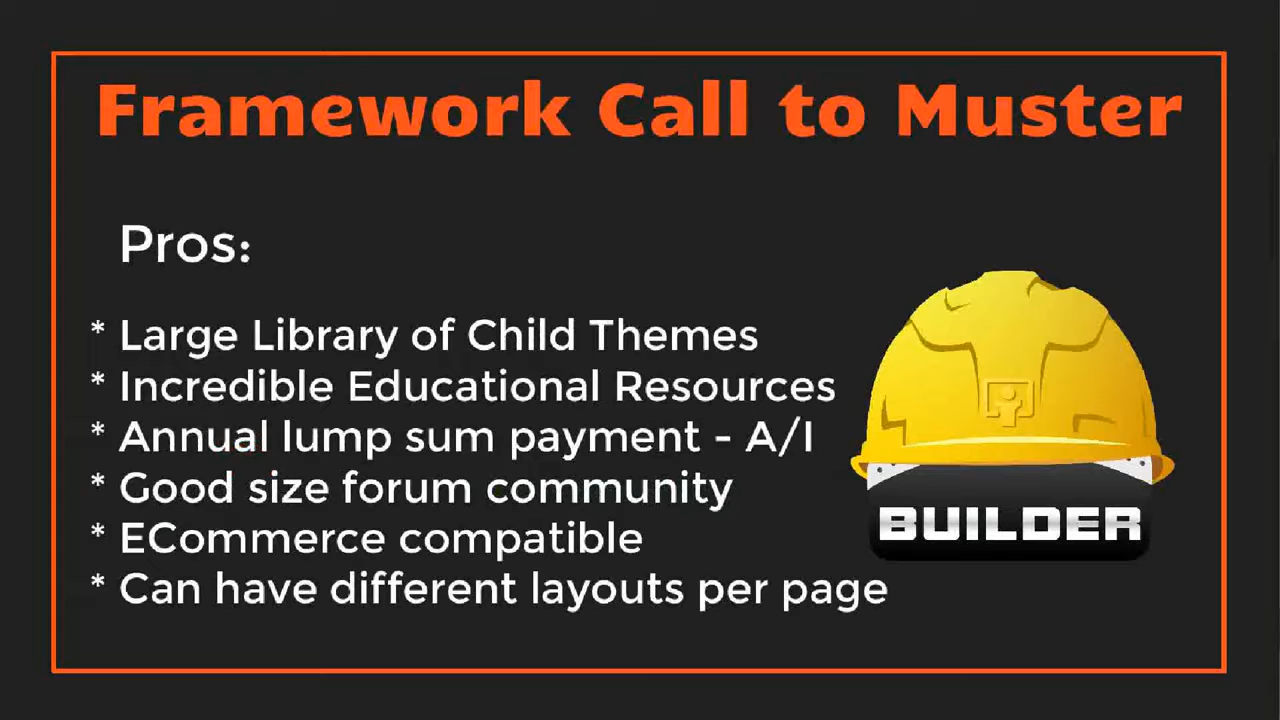 Framework Call to Muster
Pros:
* Large Library of Child Themes
* Incredible Educational Resources
* Annual lump sum payment - A/I
* Good size forum community
* ECommerce compatible
* Can have different layouts per page
BUILDER